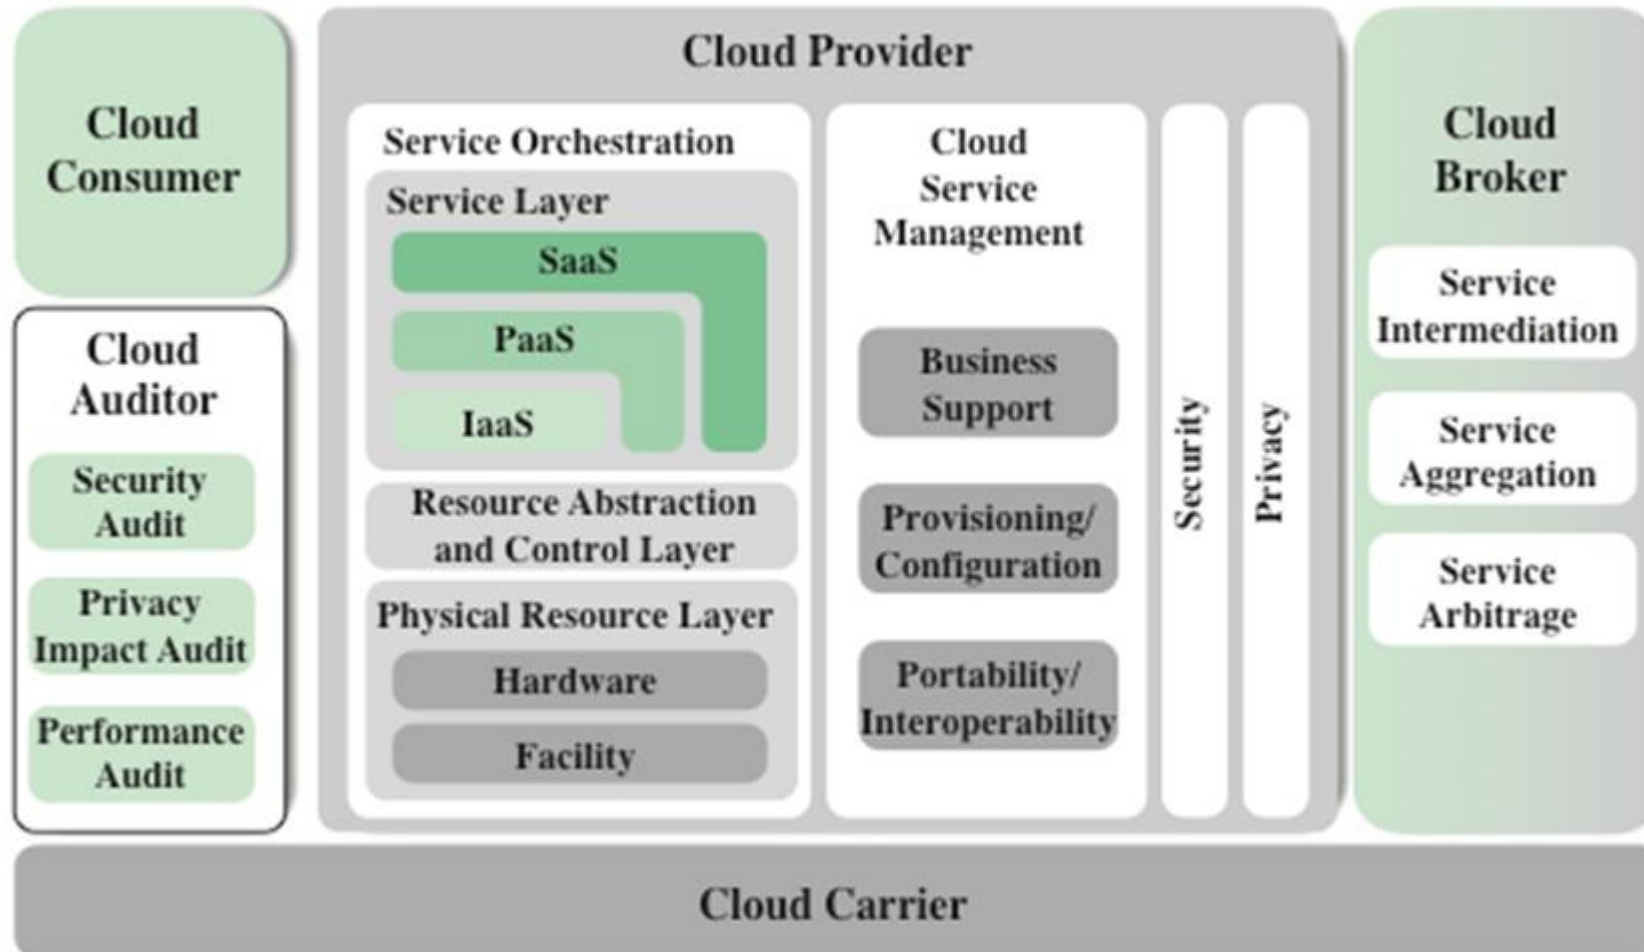 Cloud
Consumer
Cloud
Auditor
Security
Audit
Privacy
Impact Audit
Performance
Audit
Cloud Provider
Service Orchestration
Service Layer
SaaS
PaaS
IaaS
Resource Abstraction
and Control Layer
Physical Resource Layer
Hardware
Facility
Cloud
Service
Management
Business
Support
Provisioning/
Configuration
Portability/
Interoperability
Security
Privacy
Cloud
Broker
Service
Intermediation
Service
Aggregation
Service
Arbitrage
Cloud Carrier